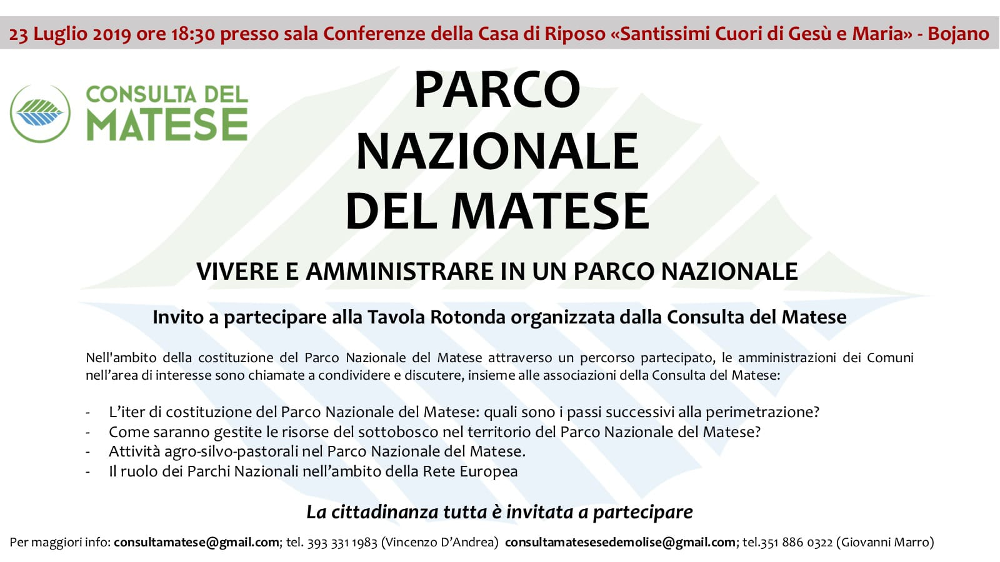 23 Luglio 2019 ore 18:30 presso sala Conferenze della Casa di Riposo «Santissimi Cuori di Gesù e Maria» - Bojano
CONSULTA DEL
MATESE
PARCO
NAZIONALE
DEL MATESE
VIVERE E AMMINISTRARE IN UN PARCO NAZIONALE
Invito a partecipare alla Tavola Rotonda organizzata dalla Consulta del Matese
Nell'ambito della costituzione del Parco Nazionale del Matese attraverso un percorso partecipato, le amministrazioni dei Comuni
nell’area di interesse sono chiamate a condividere e discutere, insieme alle associazioni della Consulta del Matese:
- L’iter di costituzione del Parco Nazionale del Matese: quali sono i passi successivi alla perimetrazione?
- Come saranno gestite le risorse del sottobosco nel territorio del Parco Nazionale del Matese?
- Attività agro-silvo-pastorali nel Parco Nazionale del Matese.
- Il ruolo dei Parchi Nazionali nell’ambito della Rete Europea
La cittadinanza tutta è invitata a partecipare
Per maggiori info: consultamatese@gmail.com; tel. 393 331 1983 (Vincenzo D’Andrea) consultamatesesedemolise@gmail.com; tel.351 886 0322 (Giovanni Marro)